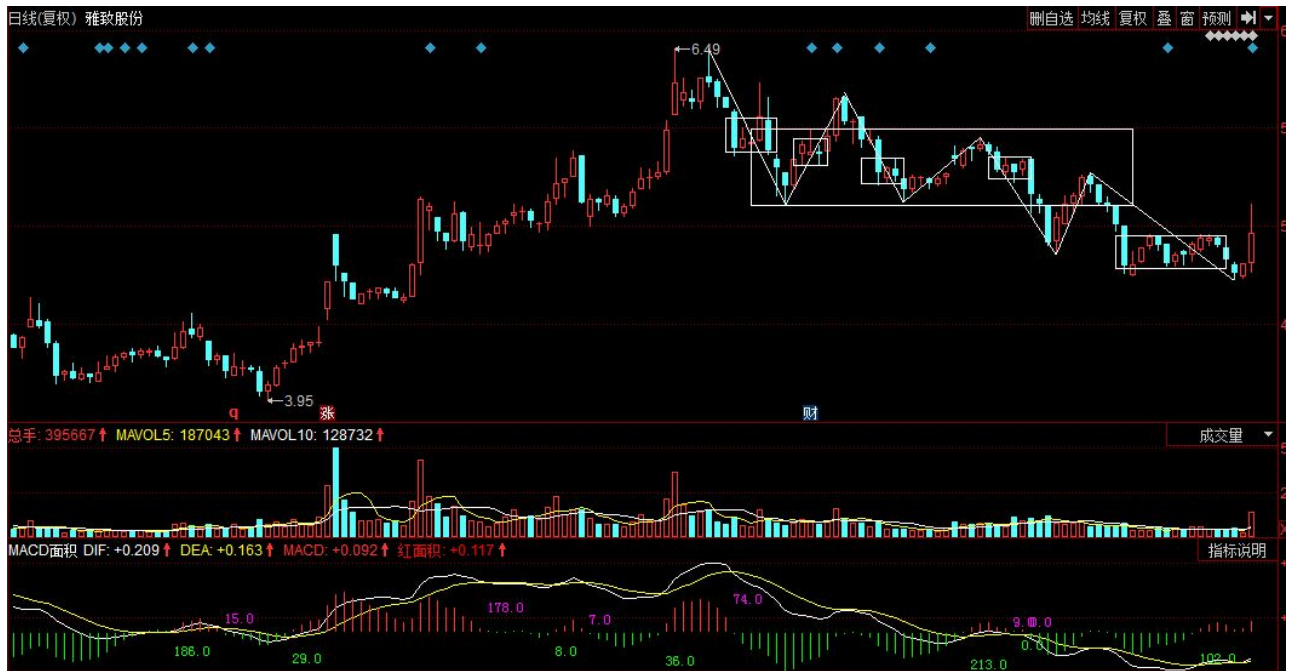 日线(复权) 雅致股份 删自选 均线 复权 叠 窗 预测
6.49
3.95
q 涨 财
总手: 395667 MAVOL5: 187043 MAVOL10: 128732 成交量
MACD面积 DIF: +0.209 DEA: +0.163 MACD: +0.092 红面积: +0.117 指标说明
178.0 74.0
15.0 7.0 9.0
186.0 29.0 8.0 36.0 213.0 102.0